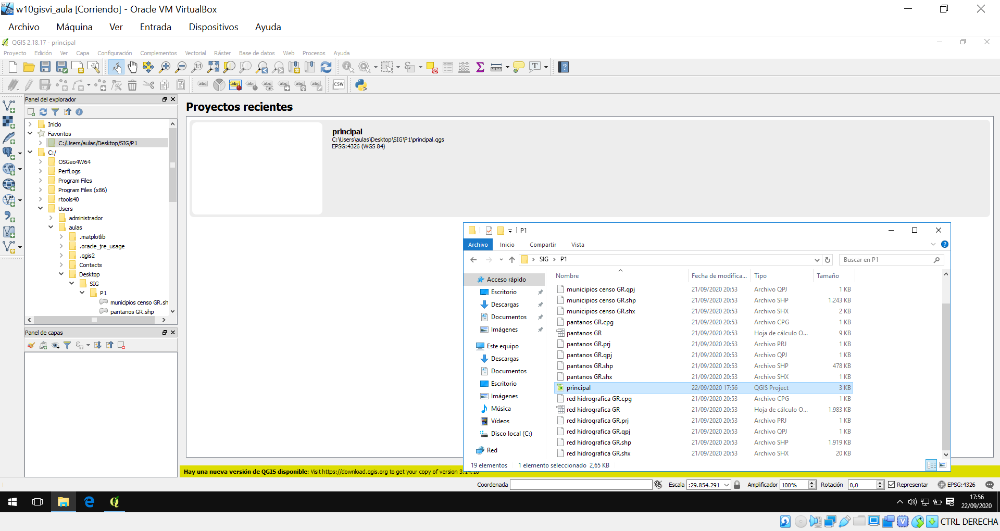 w10gisvi_aula [Corriendo] - Oracle VM VirtualBox
Archivo Máquina Ver Entrada Dispositivos Ayuda
QGIS 2.18.17 - principal
Proyecto Edición Ver Capa Configuración Complementos Vectorial Ráster Base de datos Web Procesos Ayuda
Panel del explorador
Inicio
Favoritos
C:/Users/aulas/Desktop/SIG/P1
C:/
OSGeo4W64
PerfLogs
Program Files
Program Files (x86)
rtools40
Users
administrador
aulas
.matplotlib
.oracle_jre_usage
.qgis2
Contacts
Desktop
SIG
P1
municipios censo GR.sh
pantanos GR.shp
Panel de capas
Proyectos recientes
principal
C:\Users\aulas\Desktop\SIG\P1\principal.qgs
EPSG:4326 (WGS 84)
P1
Archivo Inicio Compartir Vista
SIG P1
Buscar en P1
Acceso rápido
Escritorio
Descargas
Documentos
Imágenes
Este equipo
Descargas
Documentos
Escritorio
Imágenes
Música
Vídeos
Disco local (C:)
Red
Nombre Fecha de modifica... Tipo Tamaño
municipios censo GR.qpj 21/09/2020 20:53 Archivo QPJ 1 KB
municipios censo GR.shp 21/09/2020 20:53 Archivo SHP 1.243 KB
municipios censo GR.shx 21/09/2020 20:53 Archivo SHX 2 KB
pantanos GR.cpg 21/09/2020 20:53 Archivo CPG 1 KB
pantanos GR 21/09/2020 20:53 Hoja de cálculo O... 9 KB
pantanos GR.prj 21/09/2020 20:53 Archivo PRJ 1 KB
pantanos GR.qpj 21/09/2020 20:53 Archivo QPJ 1 KB
pantanos GR.shp 21/09/2020 20:53 Archivo SHP 478 KB
pantanos GR.shx 21/09/2020 20:53 Archivo SHX 1 KB
principal 22/09/2020 17:56 QGIS Project 3 KB
red hidrografica GR.cpg 21/09/2020 20:53 Archivo CPG 1 KB
red hidrografica GR 21/09/2020 20:53 Hoja de cálculo O... 1.983 KB
red hidrografica GR.prj 21/09/2020 20:53 Archivo PRJ 1 KB
red hidrografica GR.qpj 21/09/2020 20:53 Archivo QPJ 1 KB
red hidrografica GR.shp 21/09/2020 20:53 Archivo SHP 1.919 KB
red hidrografica GR.shx 21/09/2020 20:53 Archivo SHX 20 KB
19 elementos 1 elemento seleccionado 2,65 KB
Hay una nueva versión de QGIS disponible: Visit https://download.qgis.org to get your copy of version
Coordenada Escala :29.854.291 Amplificador 100% Rotación 0,0 Representar EPSG:4326
17:56
22/09/2020
CTRL DERECHA